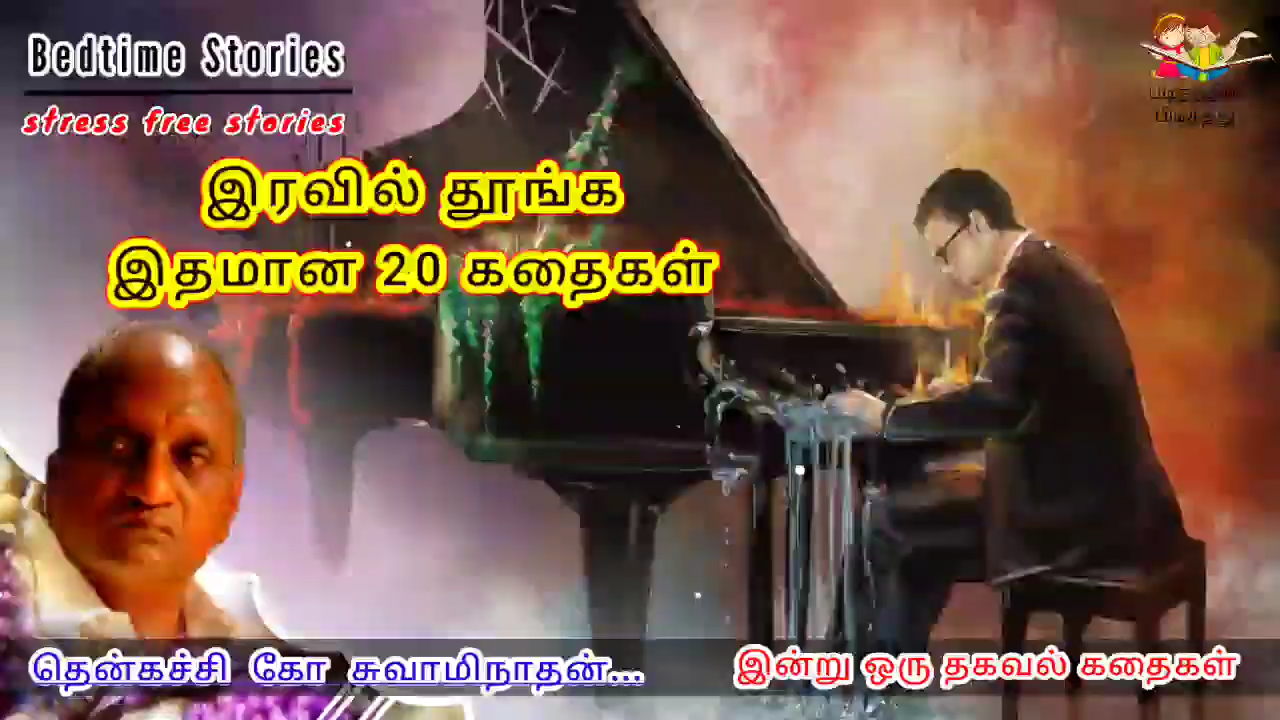 Bedtime Stories
stress free stories
இரவில் தூங்க
இதமான 20 கதைகள்
தென்கச்சி கோ சுவாமிநாதன்...
இன்று ஒரு தகவல் கதைகள்